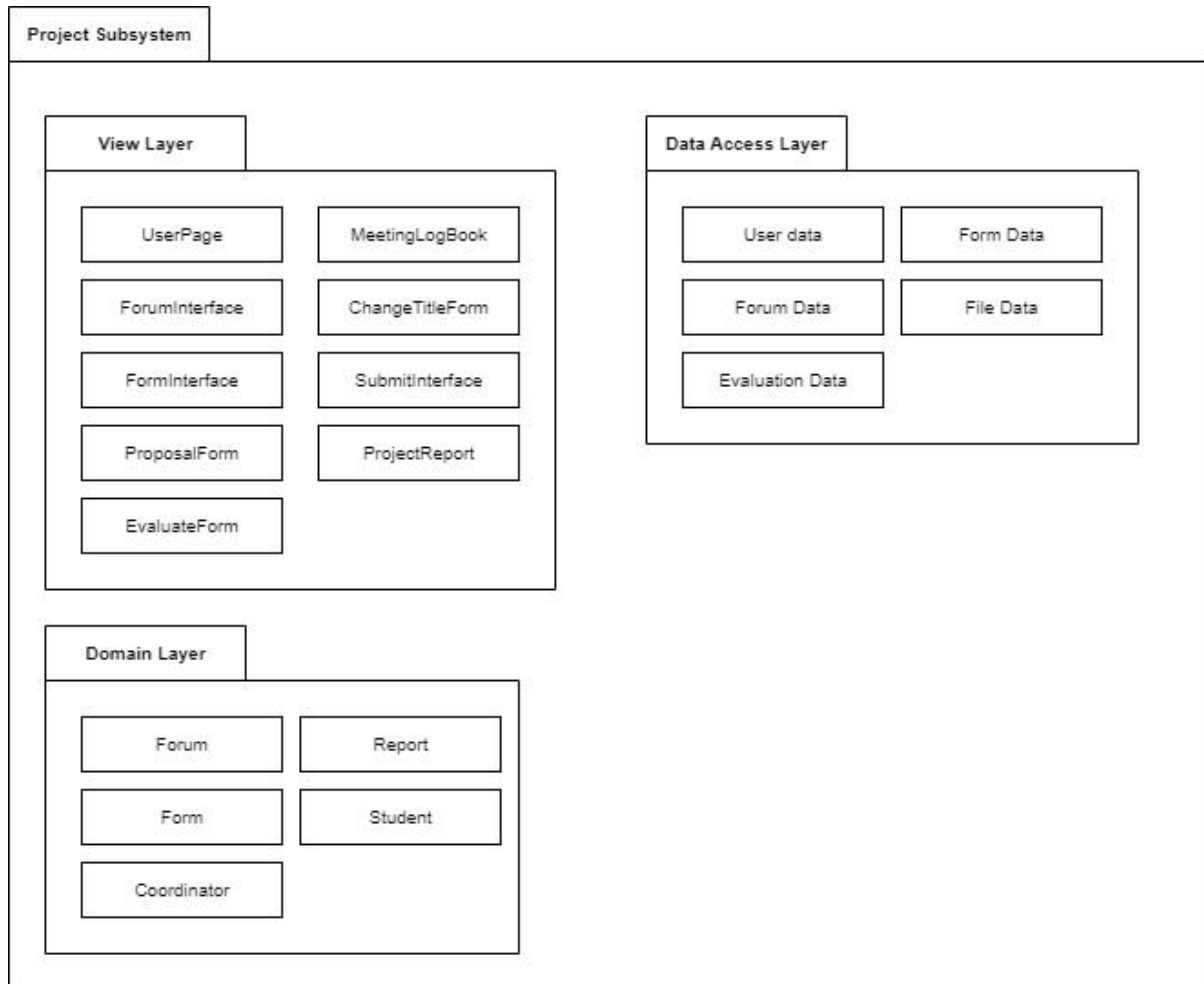 Project Subsystem
View Layer
UserPage
MeetingLogBook
ForumInterface
ChangeTitleForm
FormInterface
SubmitInterface
ProposalForm
ProjectReport
EvaluateForm
Data Access Layer
User data
Form Data
Forum Data
File Data
Evaluation Data
Domain Layer
Forum
Report
Form
Student
Coordinator